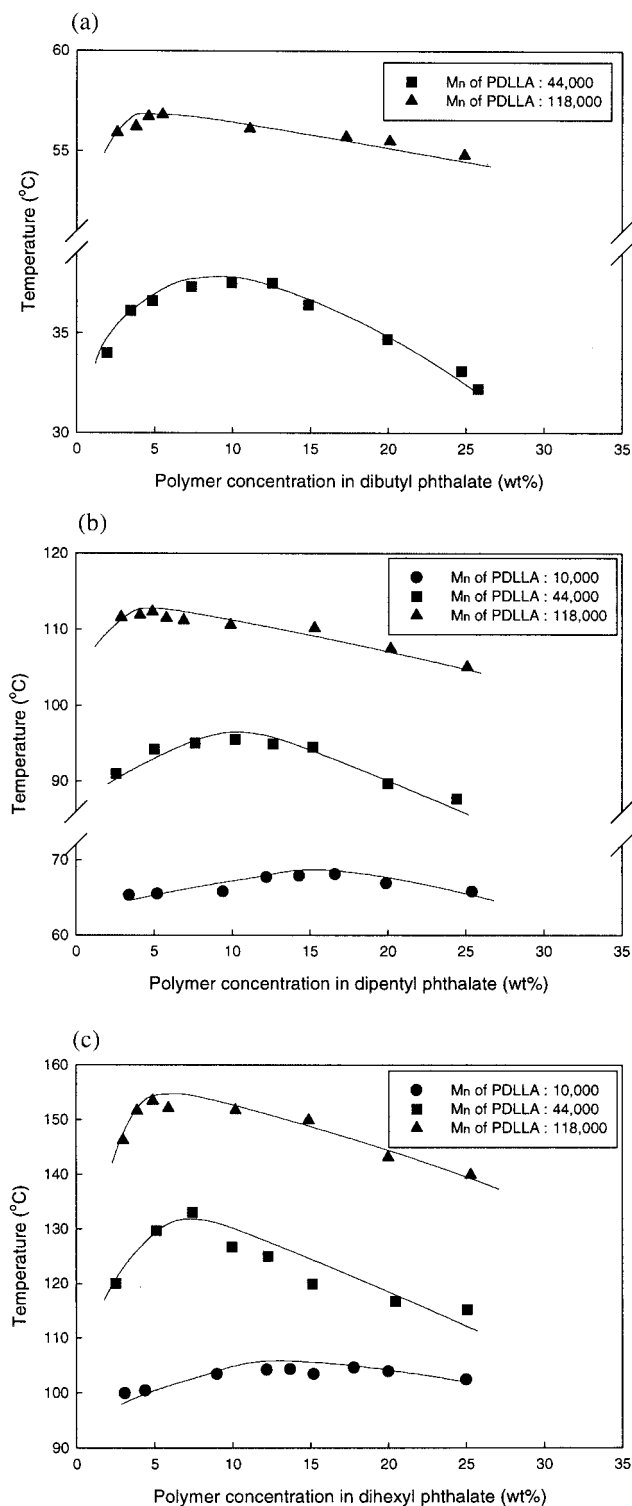 (a)
60
55
35
30
Temperature (°C)
Mn of PDLLA : 44,000
Mn of PDLLA : 118,000
0 5 10 15 20 25 30 35
Polymer concentration in dibutyl phthalate (wt%)
(b)
120
110
100
90
70
60
Temperature (°C)
Mn of PDLLA : 10,000
Mn of PDLLA : 44,000
Mn of PDLLA : 118,000
0 5 10 15 20 25 30 35
Polymer concentration in dipentyl phthalate (wt%)
(c)
160
150
140
130
120
110
100
90
Temperature (°C)
Mn of PDLLA : 10,000
Mn of PDLLA : 44,000
Mn of PDLLA : 118,000
0 5 10 15 20 25 30 35
Polymer concentration in dihexyl phthalate (wt%)